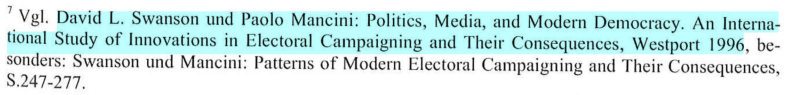 7 Vgl. David L. Swanson und Paolo Mancini: Politics, Media, and Modern Democracy. An Interna-
tional Study of Innovations in Electoral Campaigning and Their Consequences, Westport 1996, be-
sonders: Swanson und Mancini: Patterns of Modern Electoral Campaigning and Their Consequences,
S.247-277.